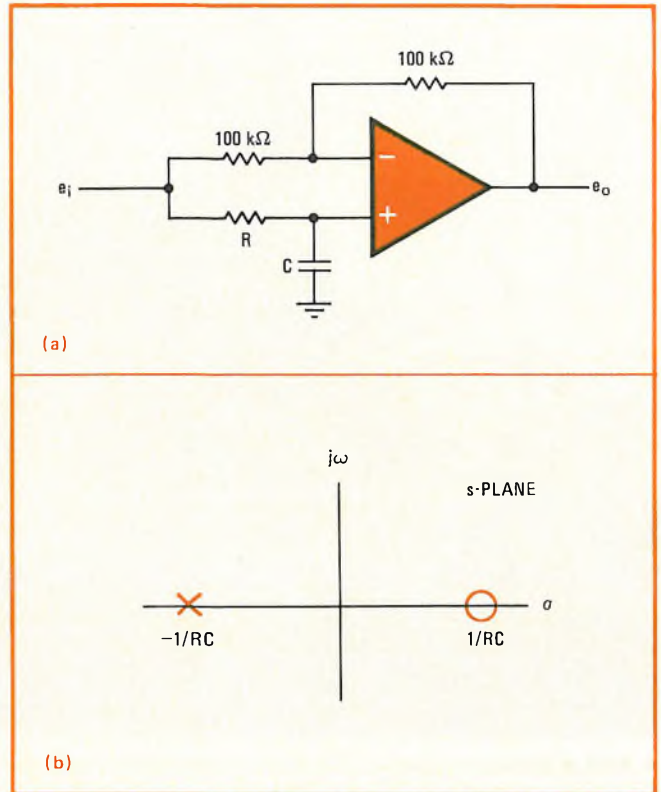 100 kΩ
100 kΩ
−
eᵢ
eₒ
+
R
C
(a)
jω
s-PLANE
σ
−1/RC
1/RC
(b)